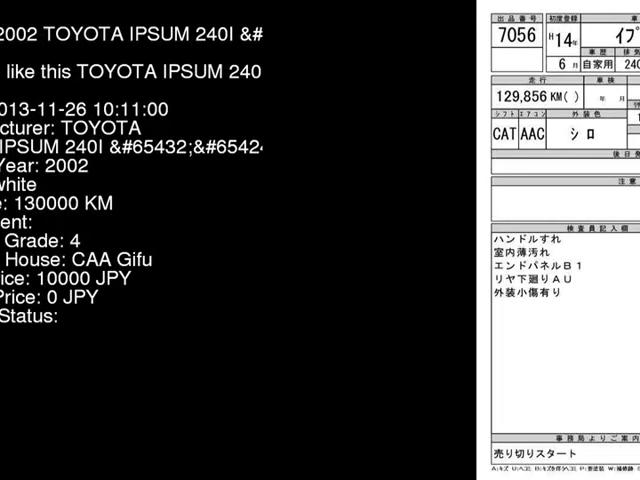 2002 TOYOTA IPSUM 240I &#
like this TOYOTA IPSUM 240
013-11-26 10:11:00
cturer: TOYOTA
IPSUM 240I &#65432;&#6542
Year: 2002
white
e: 130000 KM
ent:
Grade: 4
House: CAA Gifu
rice: 10000 JPY
Price: 0 JPY
Status:
出品番号 初度登録 車
7056 H14年 イプ
車歴 排気
6月 自家用 240
走行 車検
129,856 KM( ) 年 月
シフト エアコン 外装色
CAT AAC シロ
後日発
注意
検査員記入欄
ハンドルすれ
室内薄汚れ
エンドパネルB1
リヤ下廻りAU
外装小傷有り
事務局よりご案内
売り切りスタート